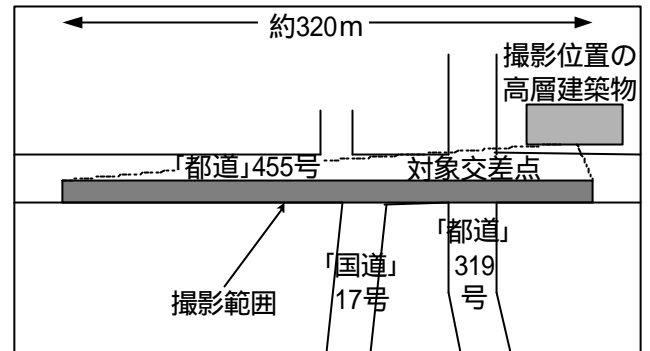 約320m
撮影位置の
高層建築物
｢都道｣455号
対象交差点
｢都道｣
319
号
｢国道｣
17号
撮影範囲